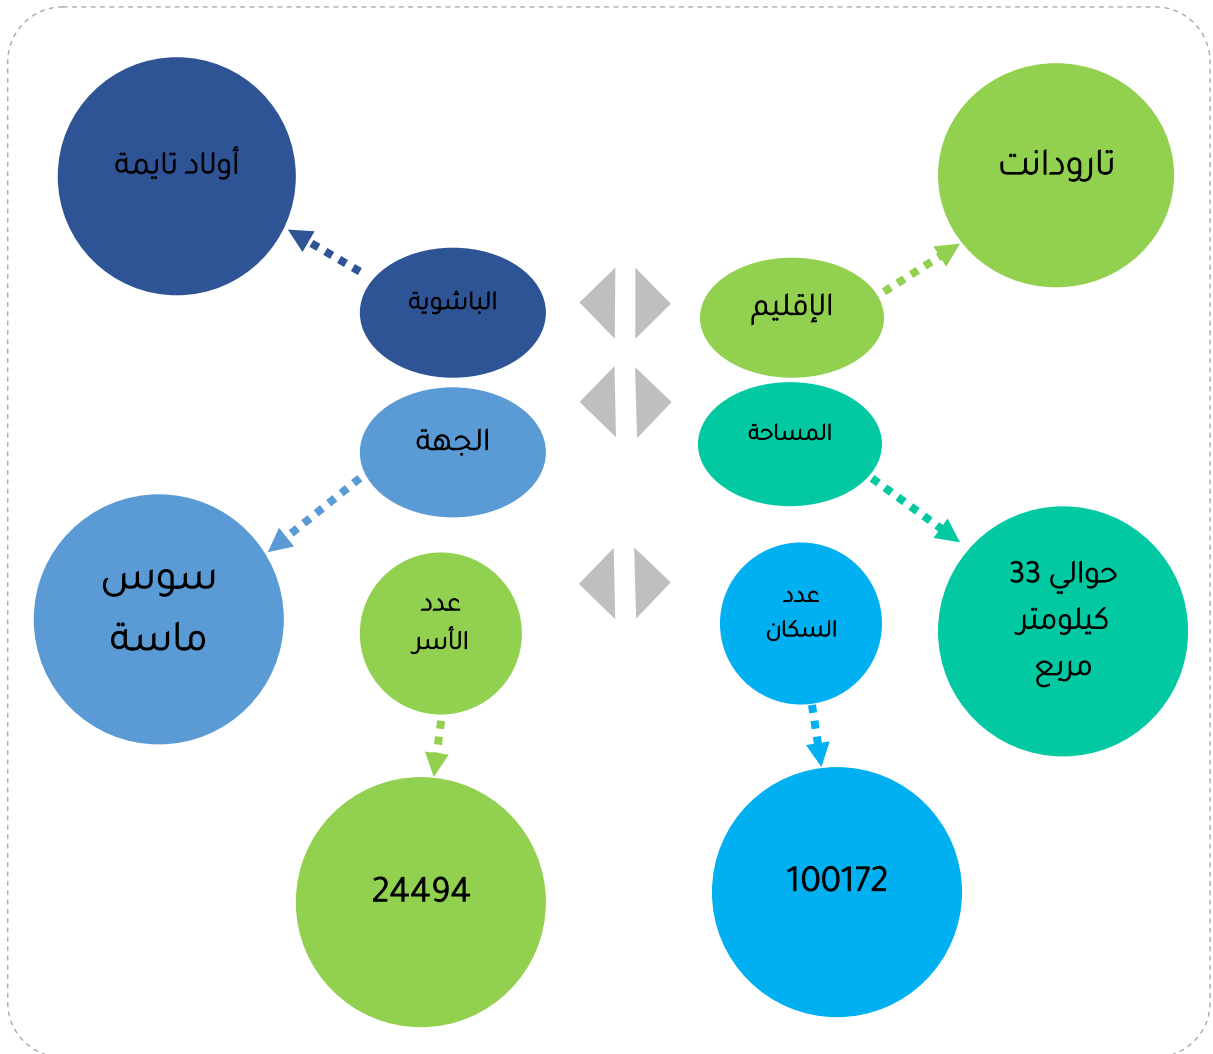 تارودانت
أولاد تايمة
الإقليم
الباشوية
المساحة
الجهة
حوالي 33
كيلومتر
مربع
سوس
ماسة
عدد
السكان
عدد
الأسر
100172
24494